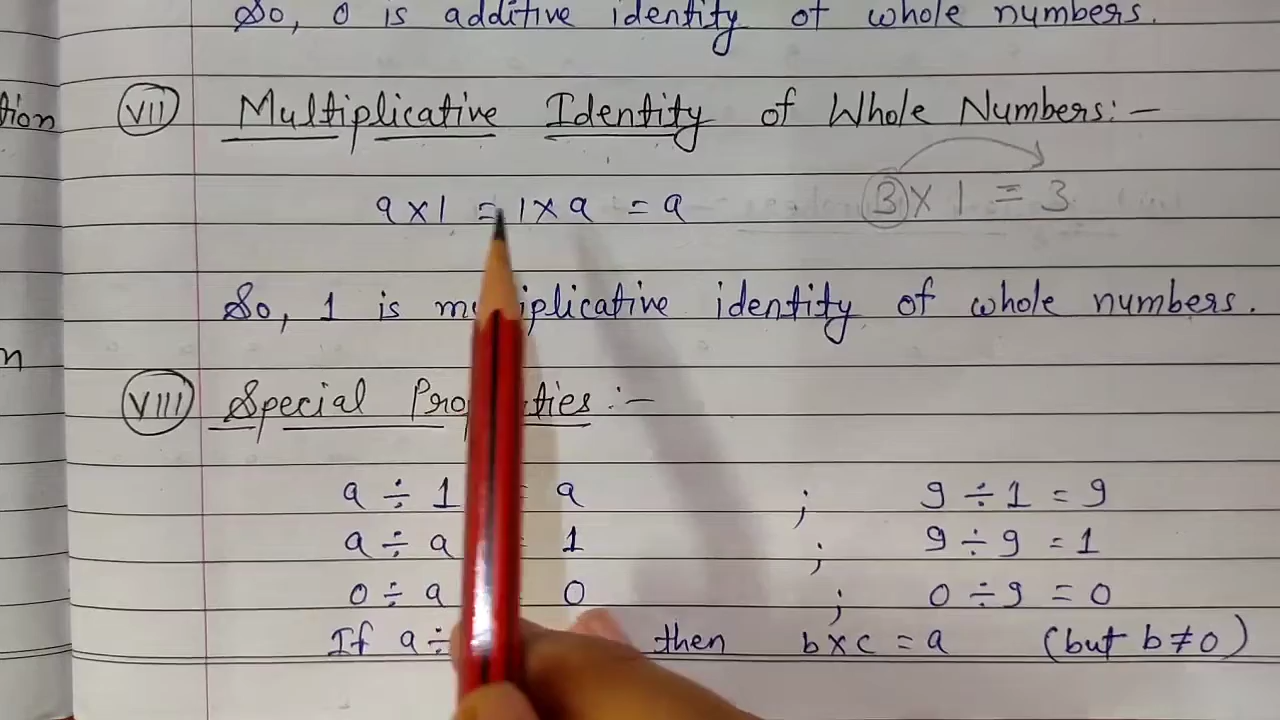 So, 0 is additive identity of whole numbers.
tion
VII Multiplicative Identity of Whole Numbers:-
a × 1 = 1 × a = a 3 × 1 = 3
So, 1 is multiplicative identity of whole numbers.
n
VIII Special Properties:-
a ÷ 1 = a ; 9 ÷ 1 = 9
a ÷ a = 1 ; 9 ÷ 9 = 1
0 ÷ a = 0 ; 0 ÷ 9 = 0
If a ÷ then b × c = a (but b ≠ 0)